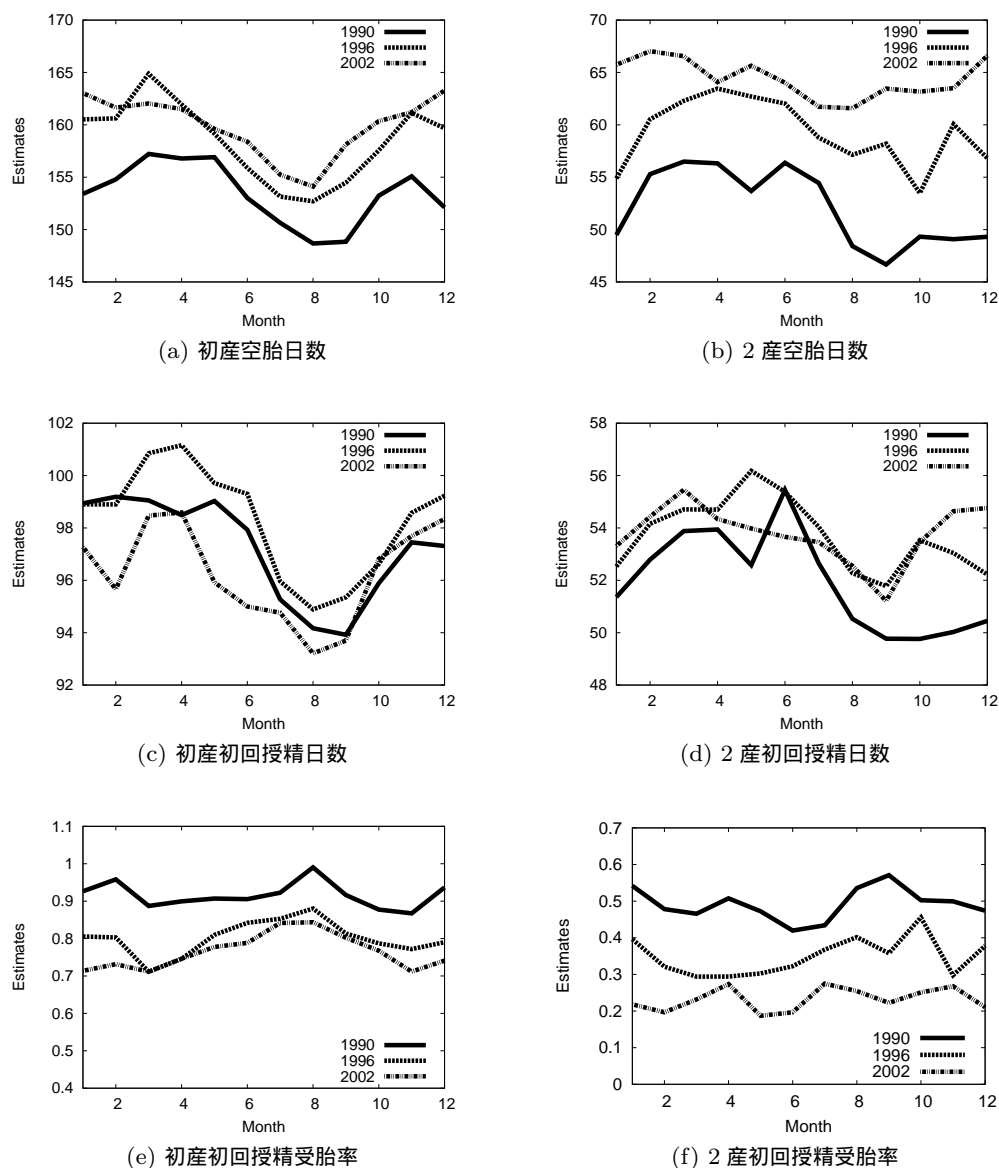 170
165
160
155
150
145
Estimates
1990
1996
2002
2 4 6 8 10 12
Month
(a) 初産空胎日数
70
65
60
55
50
45
Estimates
1990
1996
2002
2 4 6 8 10 12
Month
(b) 2 産空胎日数
102
100
98
96
94
92
Estimates
1990
1996
2002
2 4 6 8 10 12
Month
(c) 初産初回授精日数
58
56
54
52
50
48
Estimates
1990
1996
2002
2 4 6 8 10 12
Month
(d) 2 産初回授精日数
1.1
1
0.9
0.8
0.7
0.6
0.5
0.4
Estimates
1990
1996
2002
2 4 6 8 10 12
Month
(e) 初産初回授精受胎率
0.7
0.6
0.5
0.4
0.3
0.2
0.1
0
Estimates
1990
1996
2002
2 4 6 8 10 12
Month
(f) 2 産初回授精受胎率